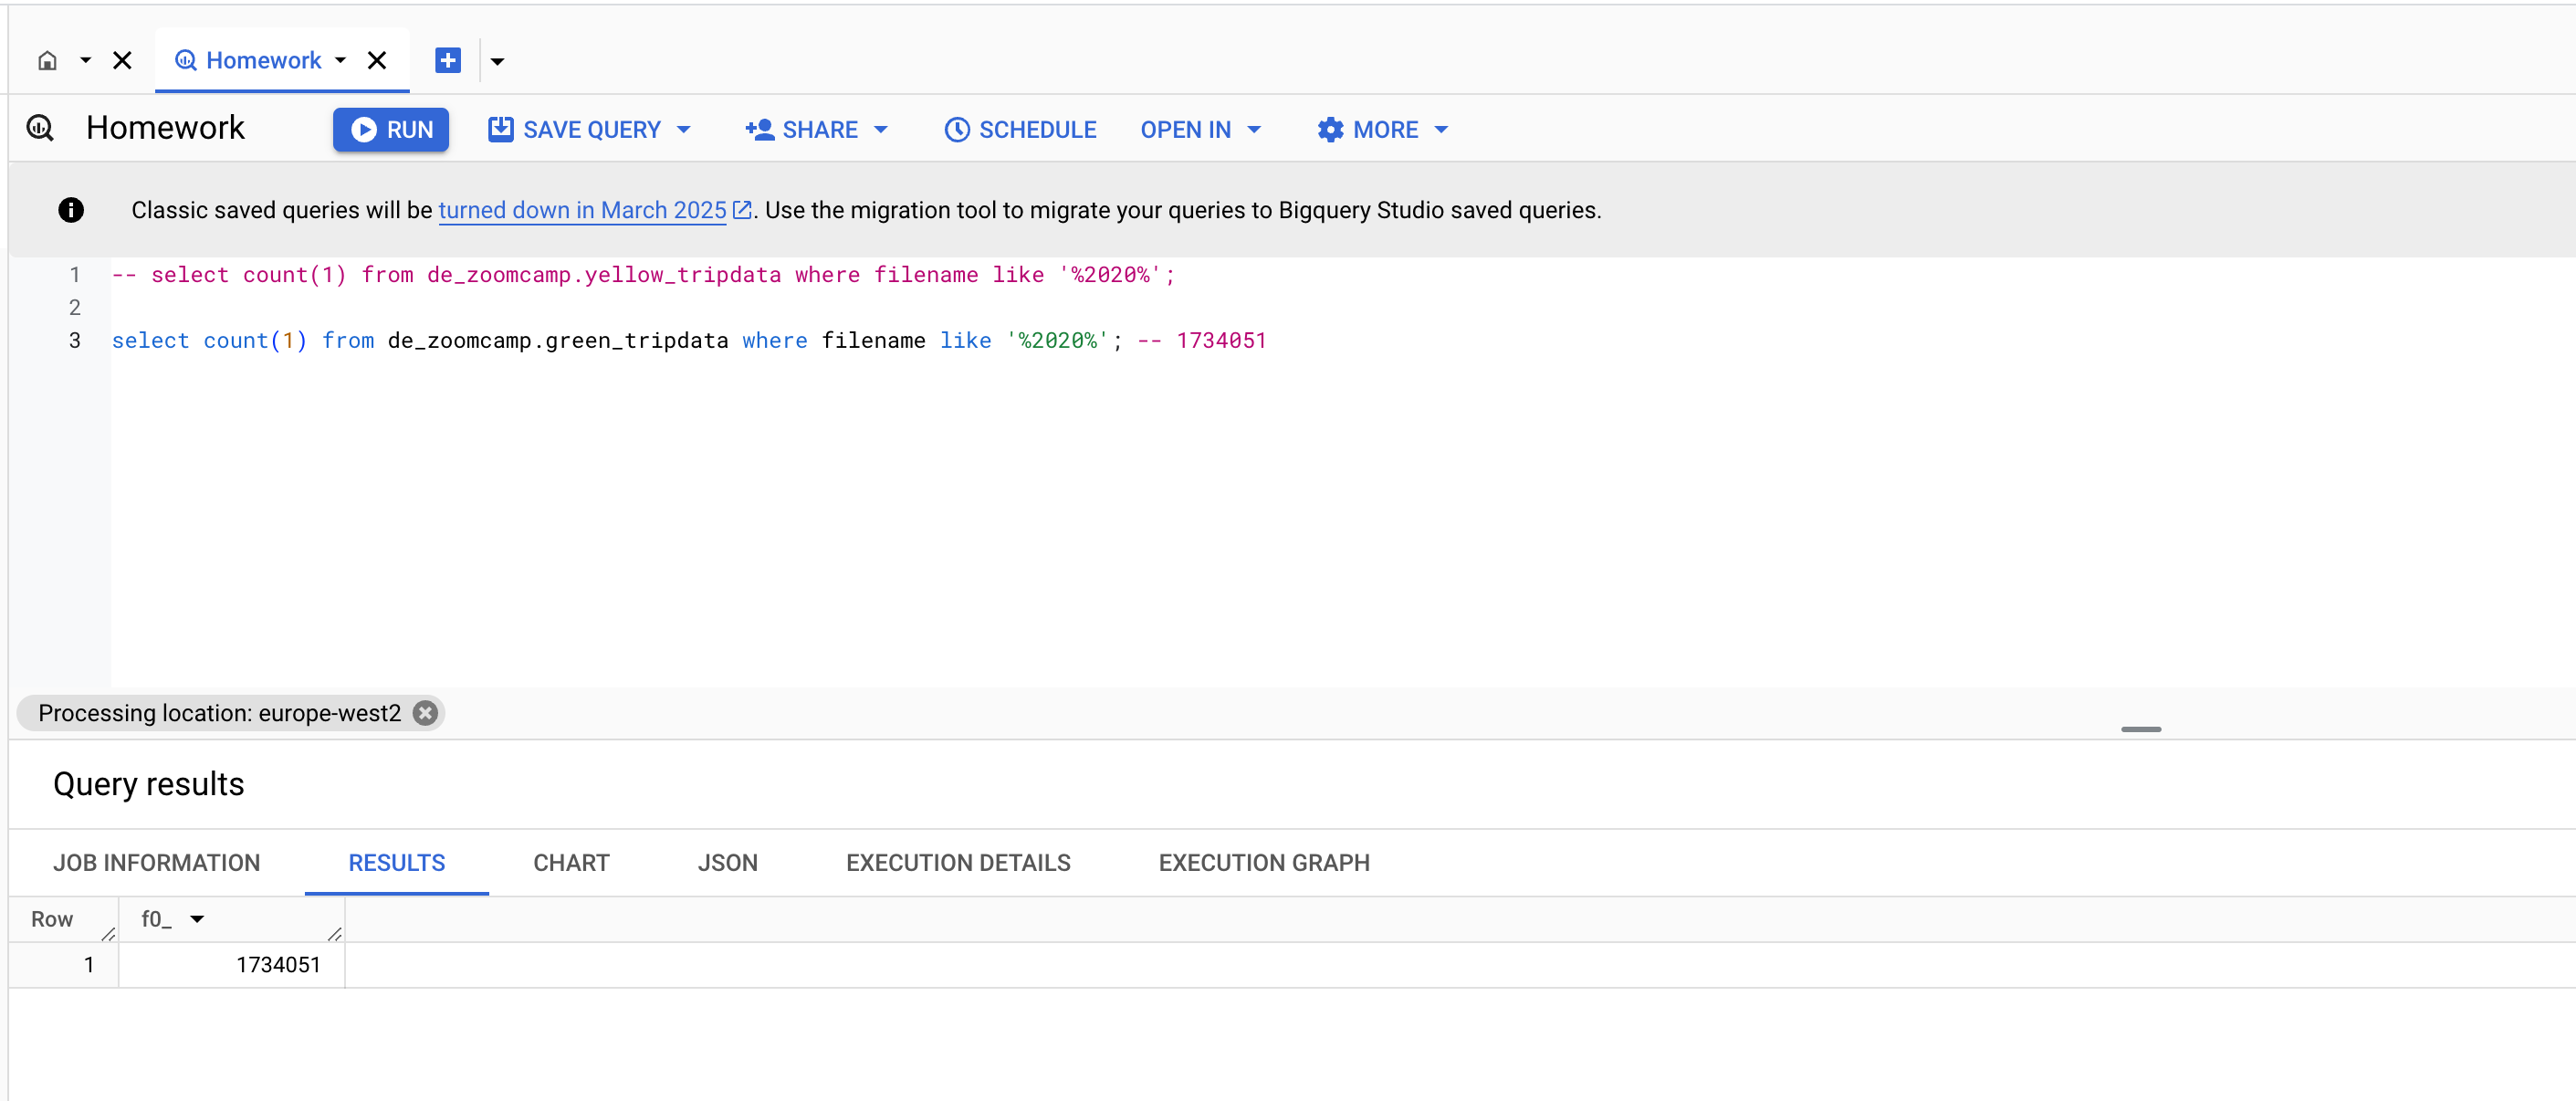 Homework
Homework RUN SAVE QUERY SHARE SCHEDULE OPEN IN MORE
Classic saved queries will be turned down in March 2025. Use the migration tool to migrate your queries to Bigquery Studio saved queries.
1 -- select count(1) from de_zoomcamp.yellow_tripdata where filename like '%2020%';
2
3 select count(1) from de_zoomcamp.green_tripdata where filename like '%2020%'; -- 1734051
Processing location: europe-west2
Query results
JOB INFORMATION RESULTS CHART JSON EXECUTION DETAILS EXECUTION GRAPH
Row f0_
1 1734051